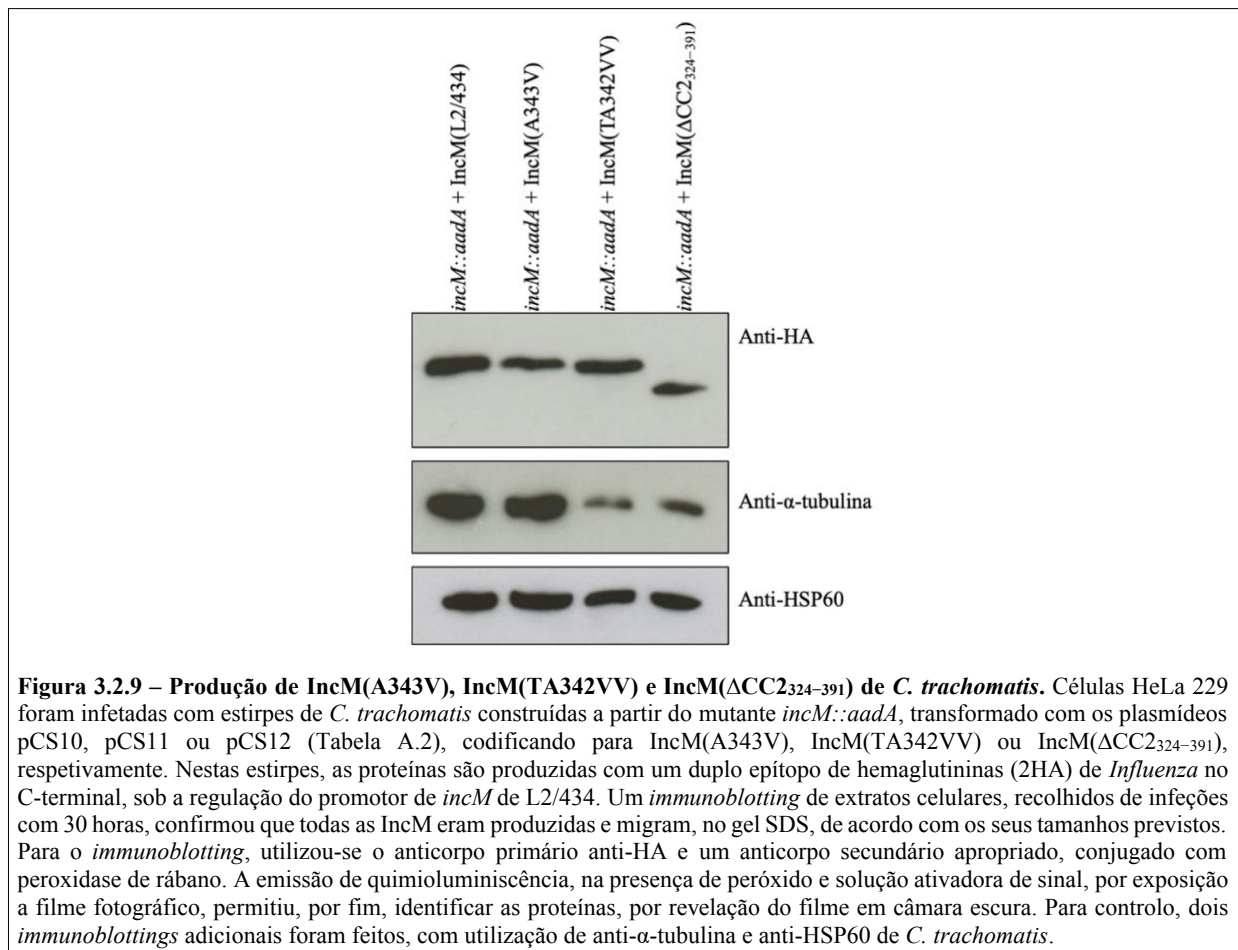 incM::aadA + IncM(L2/434)
incM::aadA + IncM(A343V)
incM::aadA + IncM(TA342VV)
incM::aadA + IncM(ΔCC2324–391)
Anti-HA
Anti-α-tubulina
Anti-HSP60
Figura 3.2.9 – Produção de IncM(A343V), IncM(TA342VV) e IncM(ΔCC2324–391) de C. trachomatis. Células HeLa 229
foram infetadas com estirpes de C. trachomatis construídas a partir do mutante incM::aadA, transformado com os plasmídeos
pCS10, pCS11 ou pCS12 (Tabela A.2), codificando para IncM(A343V), IncM(TA342VV) ou IncM(ΔCC2324–391),
respetivamente. Nestas estirpes, as proteínas são produzidas com um duplo epítopo de hemaglutininas (2HA) de Influenza no
C-terminal, sob a regulação do promotor de incM de L2/434. Um immunoblotting de extratos celulares, recolhidos de infeções
com 30 horas, confirmou que todas as IncM eram produzidas e migram, no gel SDS, de acordo com os seus tamanhos previstos.
Para o immunoblotting, utilizou-se o anticorpo primário anti-HA e um anticorpo secundário apropriado, conjugado com
peroxidase de rábano. A emissão de quimioluminiscência, na presença de peróxido e solução ativadora de sinal, por exposição
a filme fotográfico, permitiu, por fim, identificar as proteínas, por revelação do filme em câmara escura. Para controlo, dois
immunoblottings adicionais foram feitos, com utilização de anti-α-tubulina e anti-HSP60 de C. trachomatis.